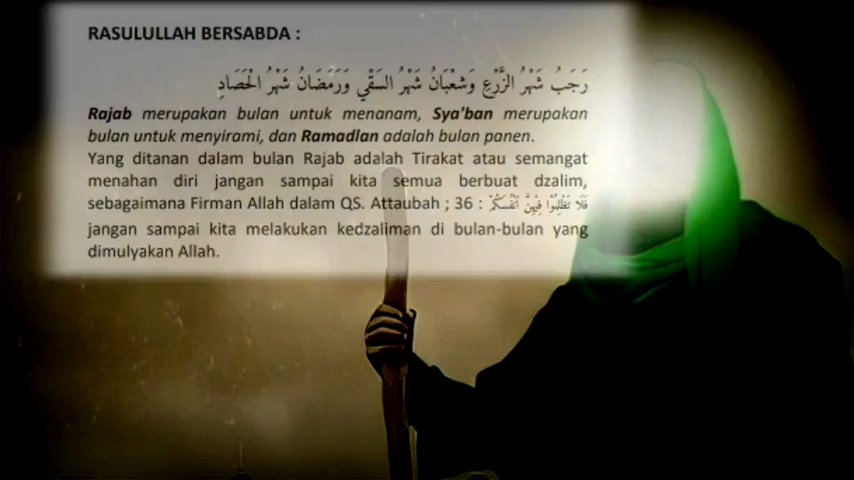 RASULULLAH BERSABDA :
رَجَبُ شَهْرُ الزَّرْعِ وَشَعْبَانُ شَهْرُ السَّقْيِ وَرَمَضَانُ شَهْرُ الْحَصَادِ
Rajab merupakan bulan untuk menanam, Sya'ban merupakan
bulan untuk menyirami, dan Ramadlan adalah bulan panen.
Yang ditanan dalam bulan Rajab adalah Tirakat atau semangat
menahan diri jangan sampai kita semua berbuat dzalim,
sebagaimana Firman Allah dalam QS. Attaubah ; 36 : فَلَا تَظْلِمُوْا فِيْهِنَّ اَنْفُسَكُمْ
jangan sampai kita melakukan kedzaliman di bulan-bulan yang
dimulyakan Allah.